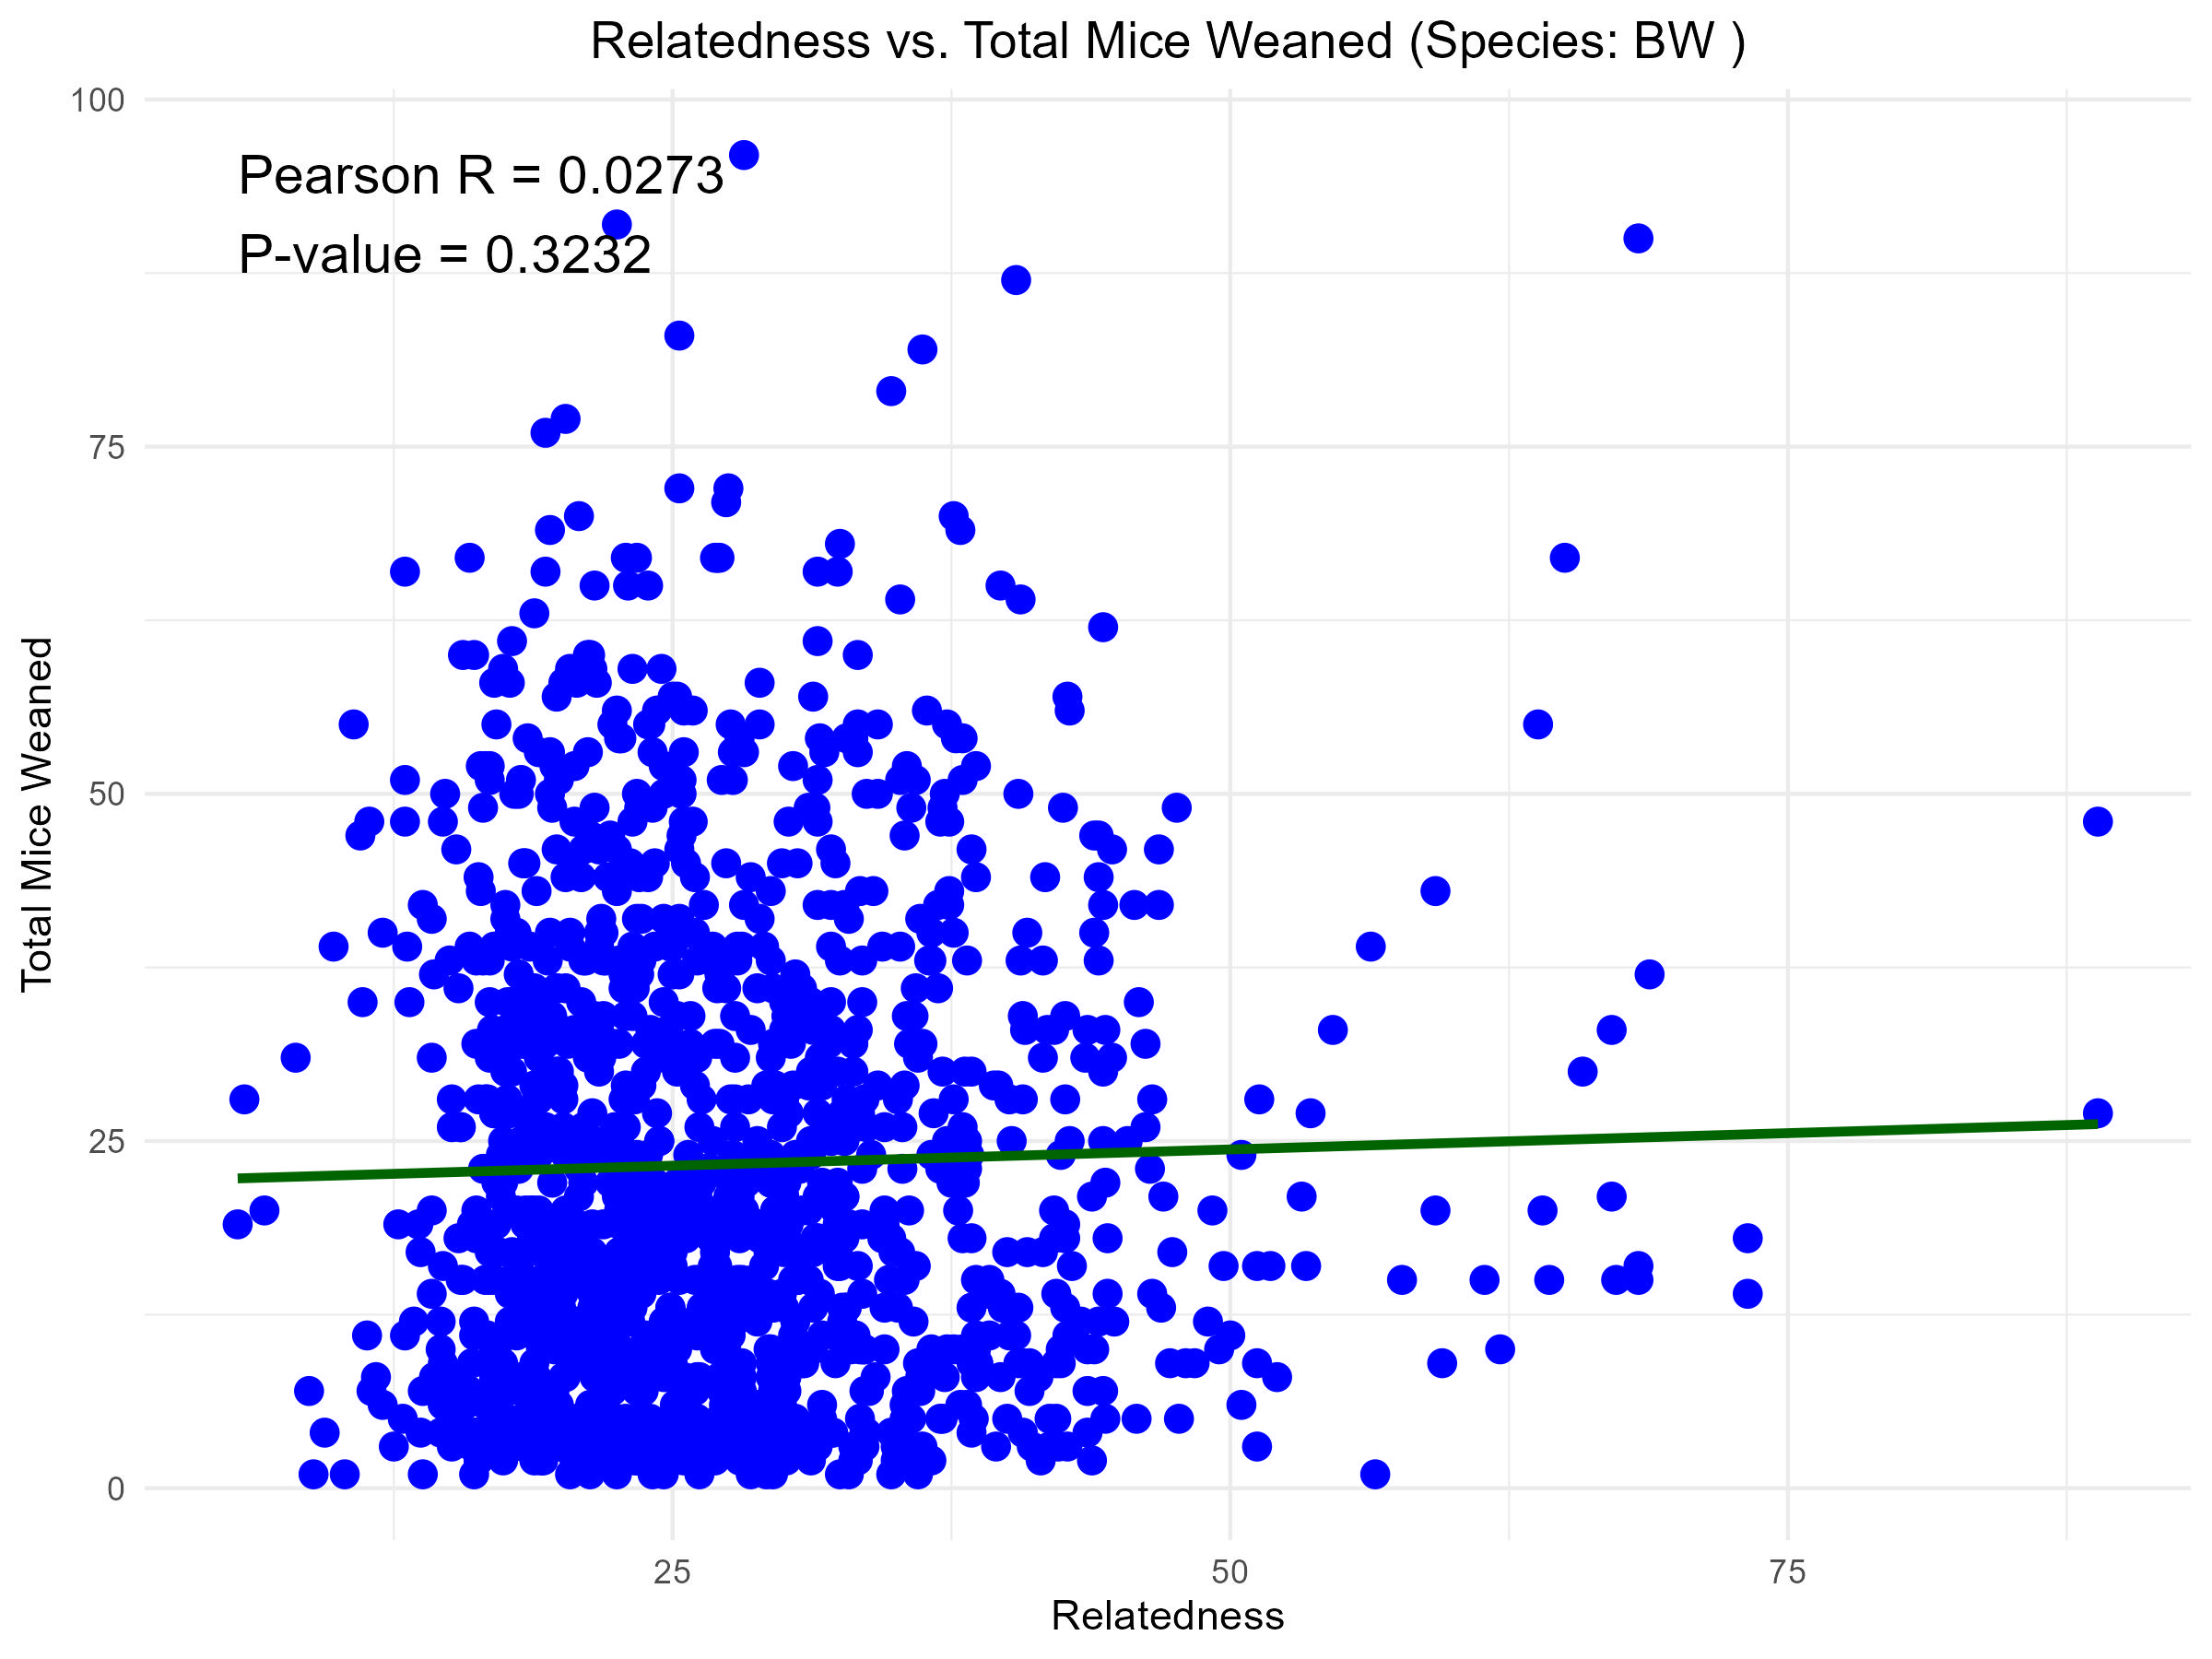 Relatedness vs. Total Mice Weaned (Species: BW )
Pearson R = 0.0273
P-value = 0.3232
Total Mice Weaned
100
75
50
25
0
25
50
75
Relatedness